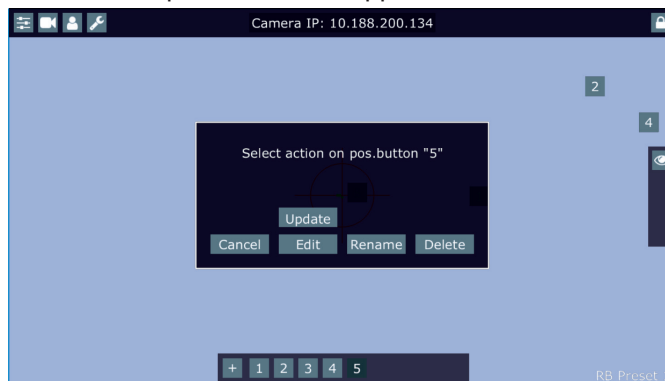 Camera IP: 10.188.200.134
2
4
Select action on pos.button "5"
Update
Cancel Edit Rename Delete
+ 1 2 3 4 5
RB Preset